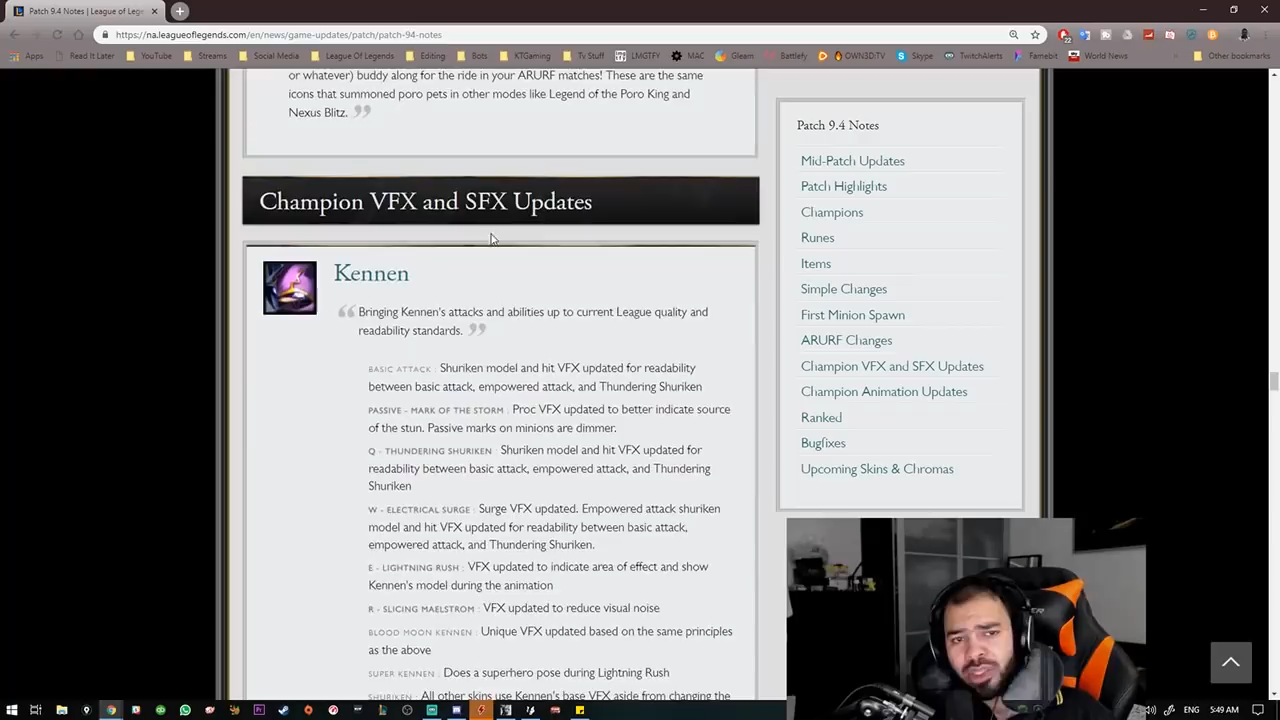 Patch 9.4 Notes | League of Lege
https://na.leagueoflegends.com/en/news/game-updates/patch/patch-94-notes
22
Apps Read It Later YouTube Streams Social Media League Of Legends Editing Bots KTGaming Tv Stuff LMGTFY MAC Gleam Battlefy OWN3D.TV Skype TwitchAlerts Famebit World News Other bookmarks
or whatever) buddy along for the ride in your ARURF matches! These are the same
icons that summoned poro pets in other modes like Legend of the Poro King and
Nexus Blitz.
Champion VFX and SFX Updates
Kennen
Bringing Kennen's attacks and abilities up to current League quality and
readability standards.
BASIC ATTACK : Shuriken model and hit VFX updated for readability
between basic attack, empowered attack, and Thundering Shuriken
PASSIVE - MARK OF THE STORM : Proc VFX updated to better indicate source
of the stun. Passive marks on minions are dimmer.
Q - THUNDERING SHURIKEN Shuriken model and hit VFX updated for
readability between basic attack, empowered attack, and Thundering
Shuriken
W - ELECTRICAL SURGE : Surge VFX updated. Empowered attack shuriken
model and hit VFX updated for readability between basic attack,
empowered attack, and Thundering Shuriken.
E - LIGHTNING RUSH : VFX updated to indicate area of effect and show
Kennen's model during the animation
R - SLICING MAELSTROM : VFX updated to reduce visual noise
BLOOD MOON KENNEN : Unique VFX updated based on the same principles
as the above
SUPER KENNEN : Does a superhero pose during Lightning Rush
SHURIKEN : All other skins use Kennen's base VFX aside from changing the
Patch 9.4 Notes
Mid-Patch Updates
Patch Highlights
Champions
Runes
Items
Simple Changes
First Minion Spawn
ARURF Changes
Champion VFX and SFX Updates
Champion Animation Updates
Ranked
Bugfixes
Upcoming Skins & Chromas
5:49 AM